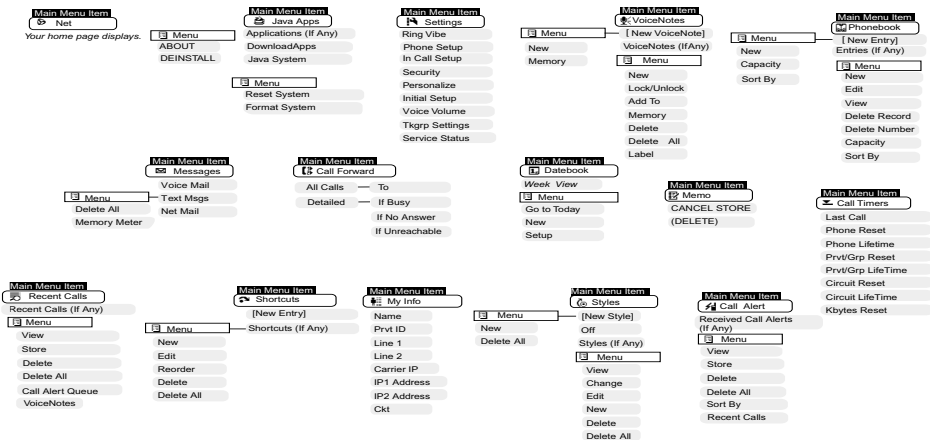 Main Menu Item
Net
Your home page displays.
Main Menu Item
Java Apps
Applications (If Any)
Menu
ABOUT
DEINSTALL
DownloadApps
Java System
Menu
Reset System
Format System
Main Menu Item
Settings
Ring Vibe
Phone Setup
In Call Setup
Security
Personalize
Initial Setup
Voice Volume
Tkgrp Settings
Service Status
Main Menu Item
VoiceNotes
Menu
[ New VoiceNote]
New
Memory
VoiceNotes (IfAny)
Menu
New
Lock/Unlock
Add To
Memory
Delete
Delete All
Label
Main Menu Item
Phonebook
Menu
[ New Entry]
New
Capacity
Sort By
Entries (If Any)
Menu
New
Edit
View
Delete Record
Delete Number
Capacity
Sort By
Main Menu Item
Messages
Voice Mail
Menu
Text Msgs
Delete All
Memory Meter
Net Mail
Main Menu Item
Call Forward
All Calls
To
Detailed
If Busy
If No Answer
If Unreachable
Main Menu Item
Datebook
Week View
Menu
Go to Today
New
Setup
Main Menu Item
Memo
CANCEL STORE
(DELETE)
Main Menu Item
Call Timers
Last Call
Phone Reset
Phone Lifetime
Prvt/Grp Reset
Prvt/Grp LifeTime
Circuit Reset
Circuit LifeTime
Kbytes Reset
Main Menu Item
Recent Calls
Recent Calls (If Any)
Menu
View
Store
Delete
Delete All
Call Alert Queue
VoiceNotes
Main Menu Item
Shortcuts
[New Entry]
Menu
Shortcuts (If Any)
New
Edit
Reorder
Delete
Delete All
Main Menu Item
My Info
Name
Prvt ID
Line 1
Line 2
Carrier IP
IP1 Address
IP2 Address
Ckt
Main Menu Item
Styles
Menu
[New Style]
New
Delete All
Off
Styles (If Any)
Menu
View
Change
Edit
New
Delete
Delete All
Main Menu Item
Call Alert
Received Call Alerts
(If Any)
Menu
View
Store
Delete
Delete All
Sort By
Recent Calls